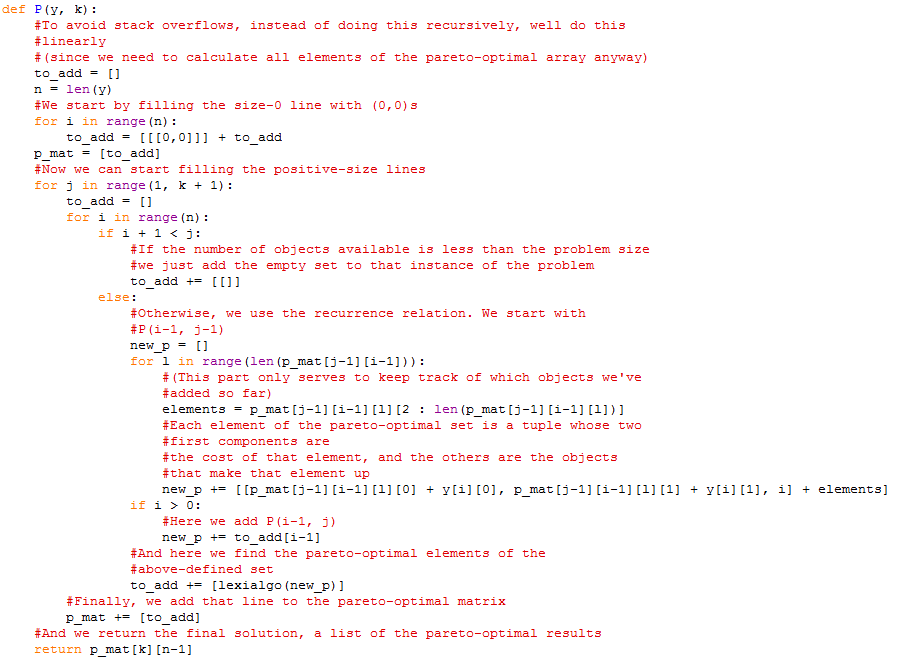 def P(y, k):
    #To avoid stack overflows, instead of doing this recursively, well do this
    #linearly
    #(since we need to calculate all elements of the pareto-optimal array anyway)
    to_add = []
    n = len(y)
    #We start by filling the size-0 line with (0,0)s
    for i in range(n):
        to_add = [[[0,0]]] + to_add
    p_mat = [to_add]
    #Now we can start filling the positive-size lines
    for j in range(1, k + 1):
        to_add = []
        for i in range(n):
            if i + 1 < j:
                #If the number of objects available is less than the problem size
                #we just add the empty set to that instance of the problem
                to_add += [[]]
            else:
                #Otherwise, we use the recurrence relation. We start with
                #P(i-1, j-1)
                new_p = []
                for l in range(len(p_mat[j-1][i-1])):
                    #(This part only serves to keep track of which objects we've
                    #added so far)
                    elements = p_mat[j-1][i-1][l][2 : len(p_mat[j-1][i-1][l])]
                    #Each element of the pareto-optimal set is a tuple whose two
                    #first components are
                    #the cost of that element, and the others are the objects
                    #that make that element up
                    new_p += [[p_mat[j-1][i-1][l][0] + y[i][0], p_mat[j-1][i-1][l][1] + y[i][1], i] + elements]
                if i > 0:
                    #Here we add P(i-1, j)
                    new_p += to_add[i-1]
                #And here we find the pareto-optimal elements of the
                #above-defined set
                to_add += [lexialgo(new_p)]
        #Finally, we add that line to the pareto-optimal matrix
        p_mat += [to_add]
    #And we return the final solution, a list of the pareto-optimal results
    return p_mat[k][n-1]